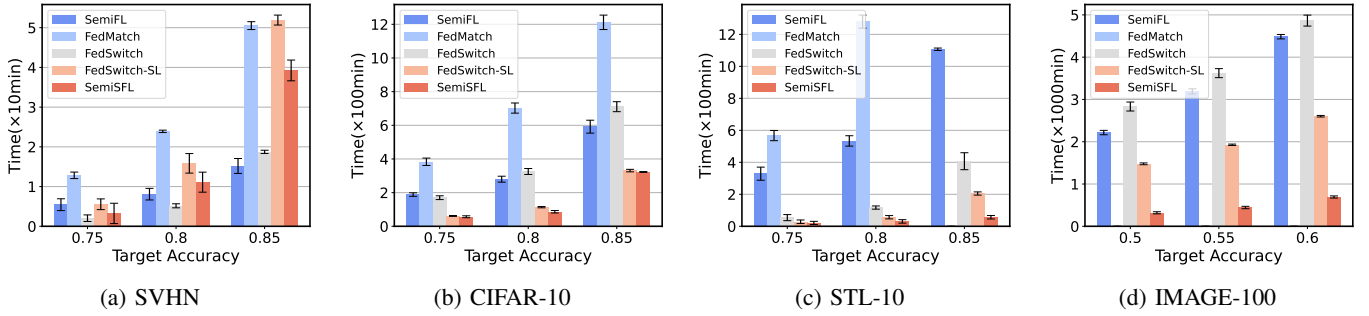 Time(×10min)
5
4
3
2
1
0
SemiFL
FedMatch
FedSwitch
FedSwitch-SL
SemiSFL
0.75 0.8 0.85
Target Accuracy
(a) SVHN
Time(×100min)
12
10
8
6
4
2
0
SemiFL
FedMatch
FedSwitch
FedSwitch-SL
SemiSFL
0.75 0.8 0.85
Target Accuracy
(b) CIFAR-10
Time(×100min)
12
10
8
6
4
2
0
SemiFL
FedMatch
FedSwitch
FedSwitch-SL
SemiSFL
0.75 0.8 0.85
Target Accuracy
(c) STL-10
Time(×1000min)
5
4
3
2
1
0
SemiFL
FedMatch
FedSwitch
FedSwitch-SL
SemiSFL
0.5 0.55 0.6
Target Accuracy
(d) IMAGE-100